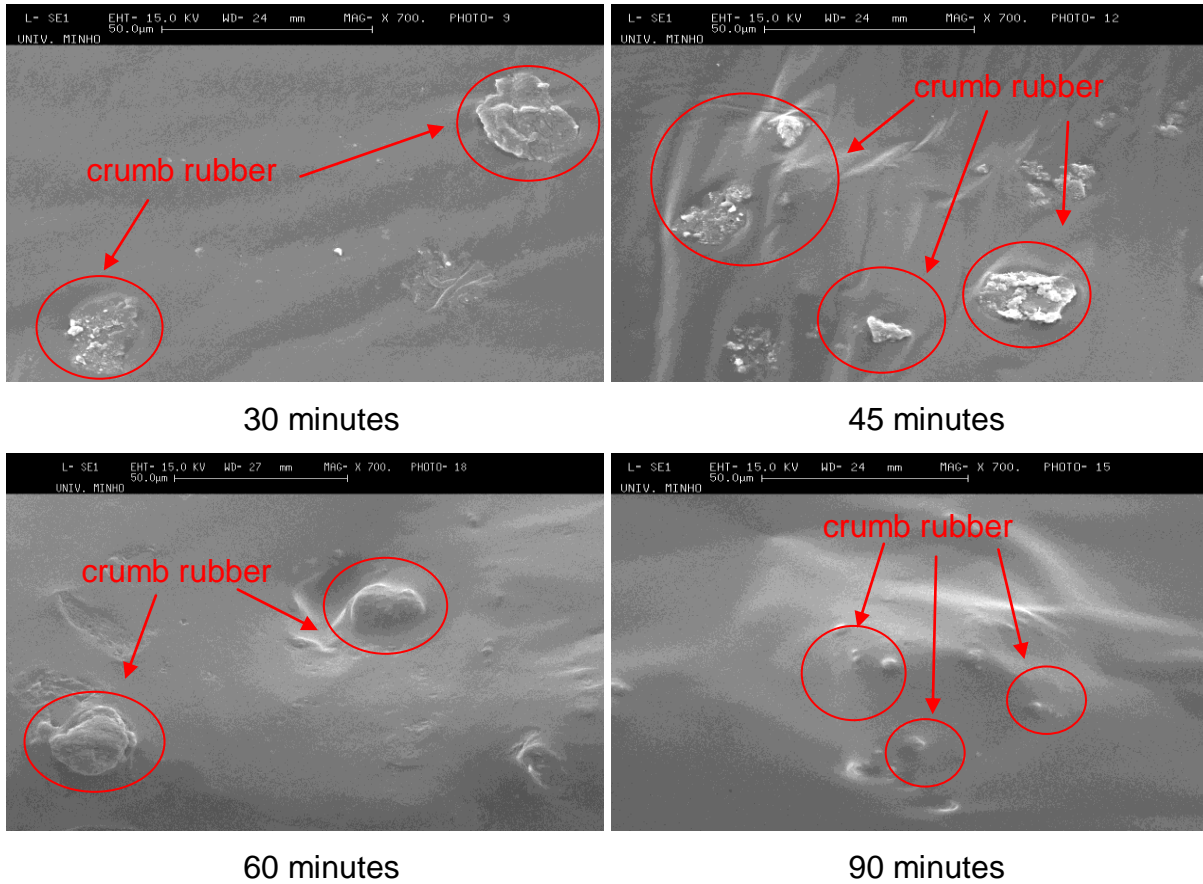 L- SE1 EHT- 15.0 KV WD- 24 mm MAG- X 700. PHOTO- 9
50.0µm
UNIV. MINHO
crumb rubber
30 minutes
L- SE1 EHT- 15.0 KV WD- 24 mm MAG- X 700. PHOTO- 12
50.0µm
UNIV. MINHO
crumb rubber
45 minutes
L- SE1 EHT- 15.0 KV WD- 27 mm MAG- X 700. PHOTO- 18
50.0µm
UNIV. MINHO
crumb rubber
60 minutes
L- SE1 EHT- 15.0 KV WD- 24 mm MAG- X 700. PHOTO- 15
50.0µm
UNIV. MINHO
crumb rubber
90 minutes